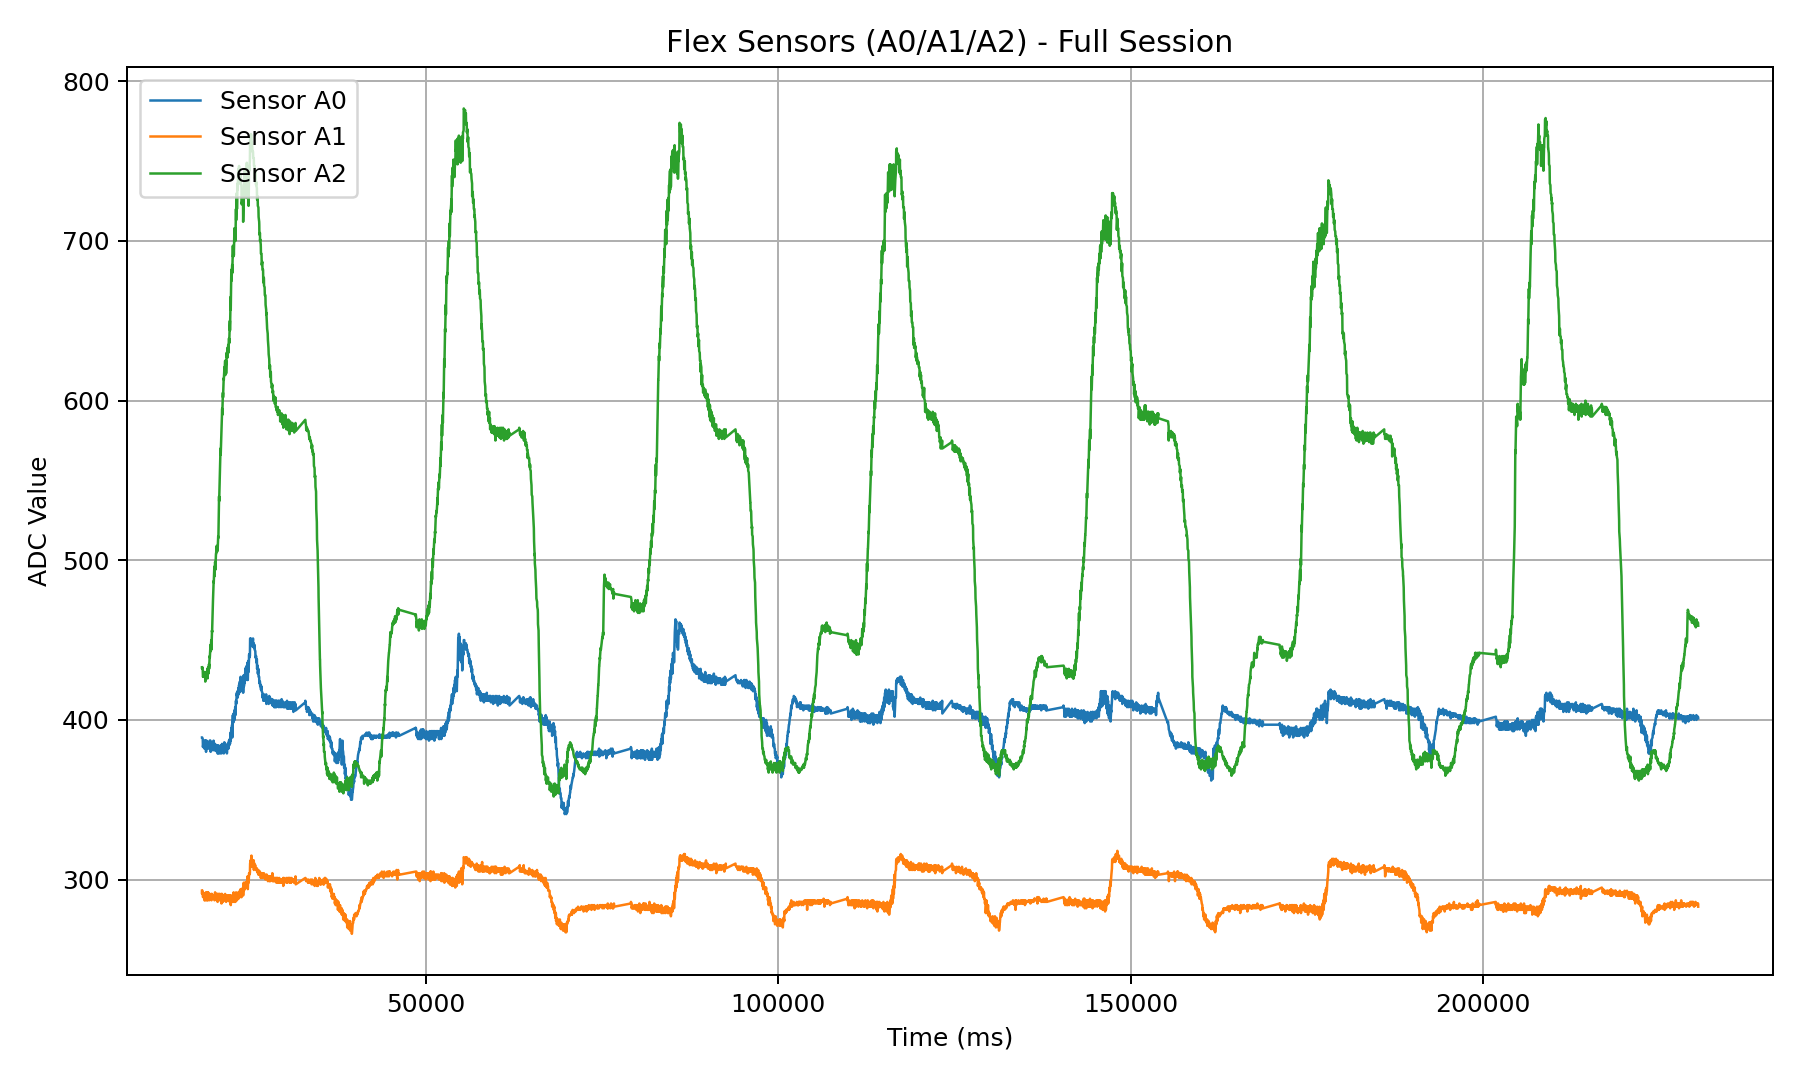 Flex Sensors (A0/A1/A2) - Full Session
Sensor A0
Sensor A1
Sensor A2
800
700
600
500
400
300
ADC Value
50000
100000
150000
200000
Time (ms)